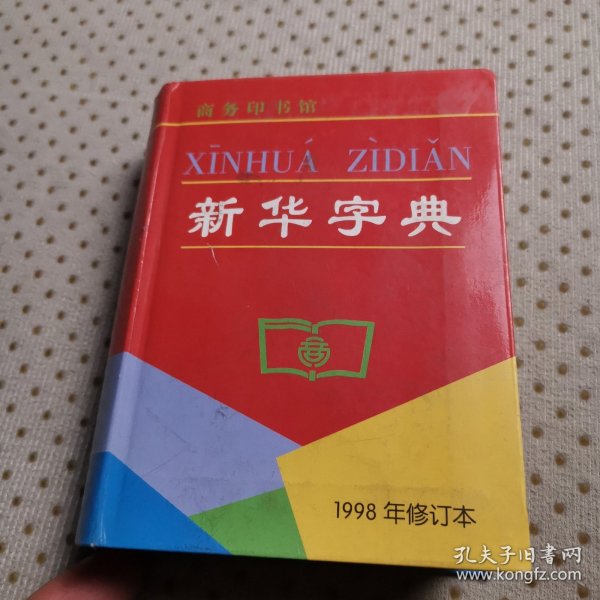 商务印书馆
XĪNHUÁ ZÌDIǍN
新华字典
商
1998年修订本
孔夫子旧书网
www.kongfz.com